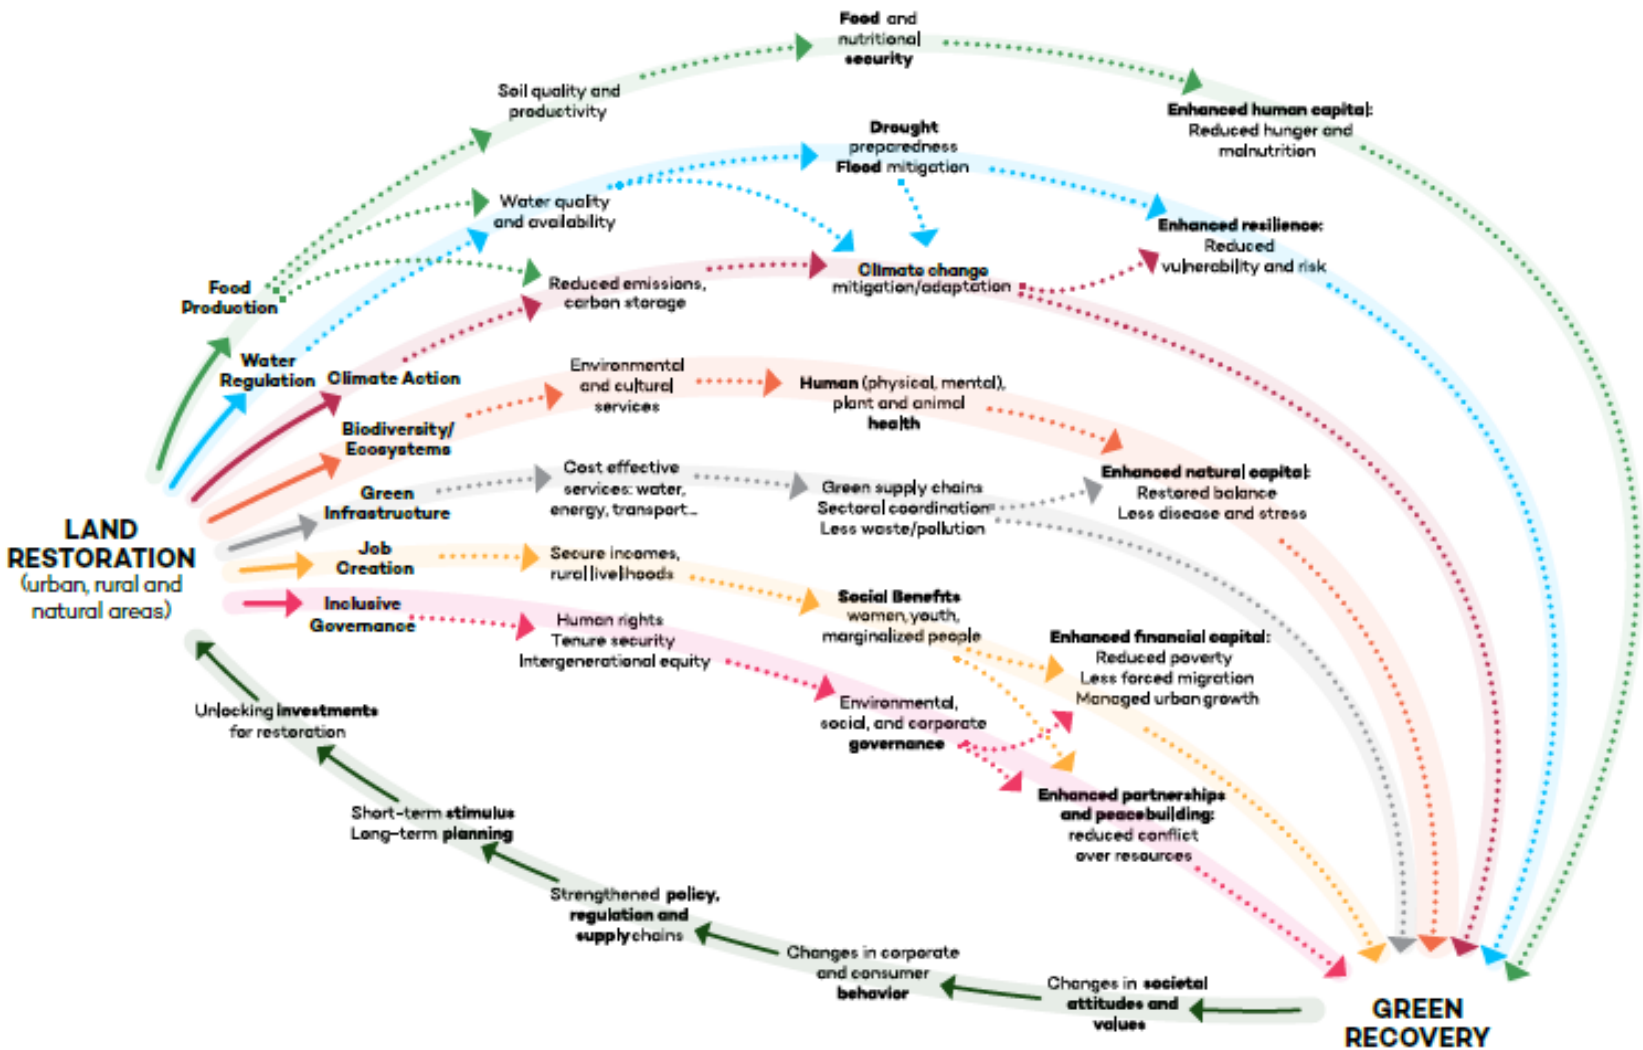 Food and
nutritional
security
Soil quality and
productivity
Enhanced human capital:
Reduced hunger and
malnutrition
Drought
preparedness
Flood mitigation
Water quality
and availability
Enhanced resilience:
Reduced
vulnerability and risk
Food
Production
Reduced emissions,
carbon storage
Climate change
mitigation/adaptation
Water
Regulation
Climate Action
Environmental
and cultural
services
Human (physical, mental),
plant and animal
health
Biodiversity/
Ecosystems
Enhanced natural capital:
Restored balance
Less disease and stress
Green
Infrastructure
Cost effective
services: water,
energy, transport...
Green supply chains
Sectoral coordination
Less waste/pollution
LAND
RESTORATION
(urban, rural and
natural areas)
Job
Creation
Secure incomes,
rural livelihoods
Social Benefits
women, youth,
marginalized people
Inclusive
Governance
Human rights
Tenure security
Intergenerational equity
Enhanced financial capital:
Reduced poverty
Less forced migration
Managed urban growth
Environmental,
social, and corporate
governance
Enhanced partnerships
and peacebuilding:
reduced conflict
over resources
Unlocking investments
for restoration
Short-term stimulus
Long-term planning
Strengthened policy,
regulation and
supply chains
Changes in corporate
and consumer
behavior
Changes in societal
attitudes and
values
GREEN
RECOVERY